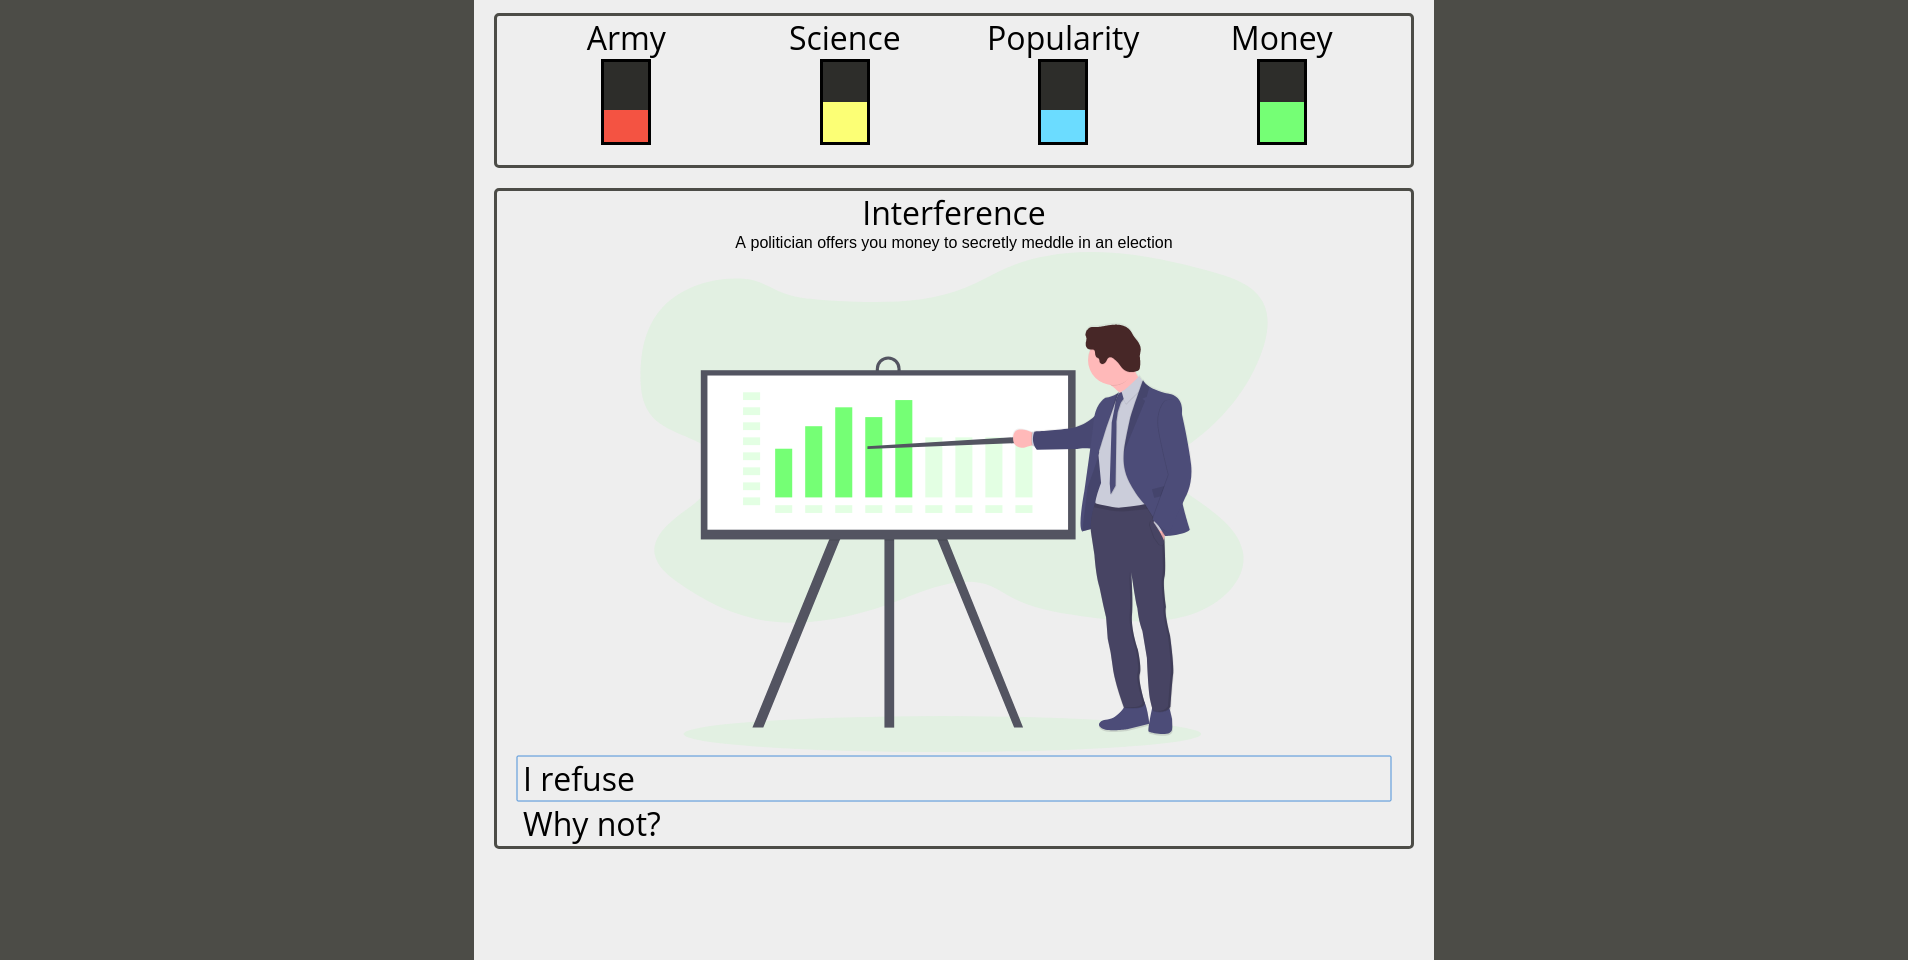 Army Science Popularity Money
Interference
A politician offers you money to secretly meddle in an election
I refuse
Why not?